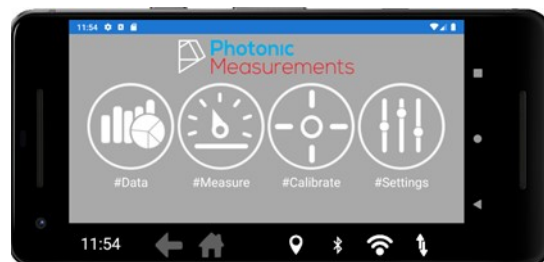 11:54
Photonic
Measurements
#Data #Measure #Calibrate #Settings
11:54